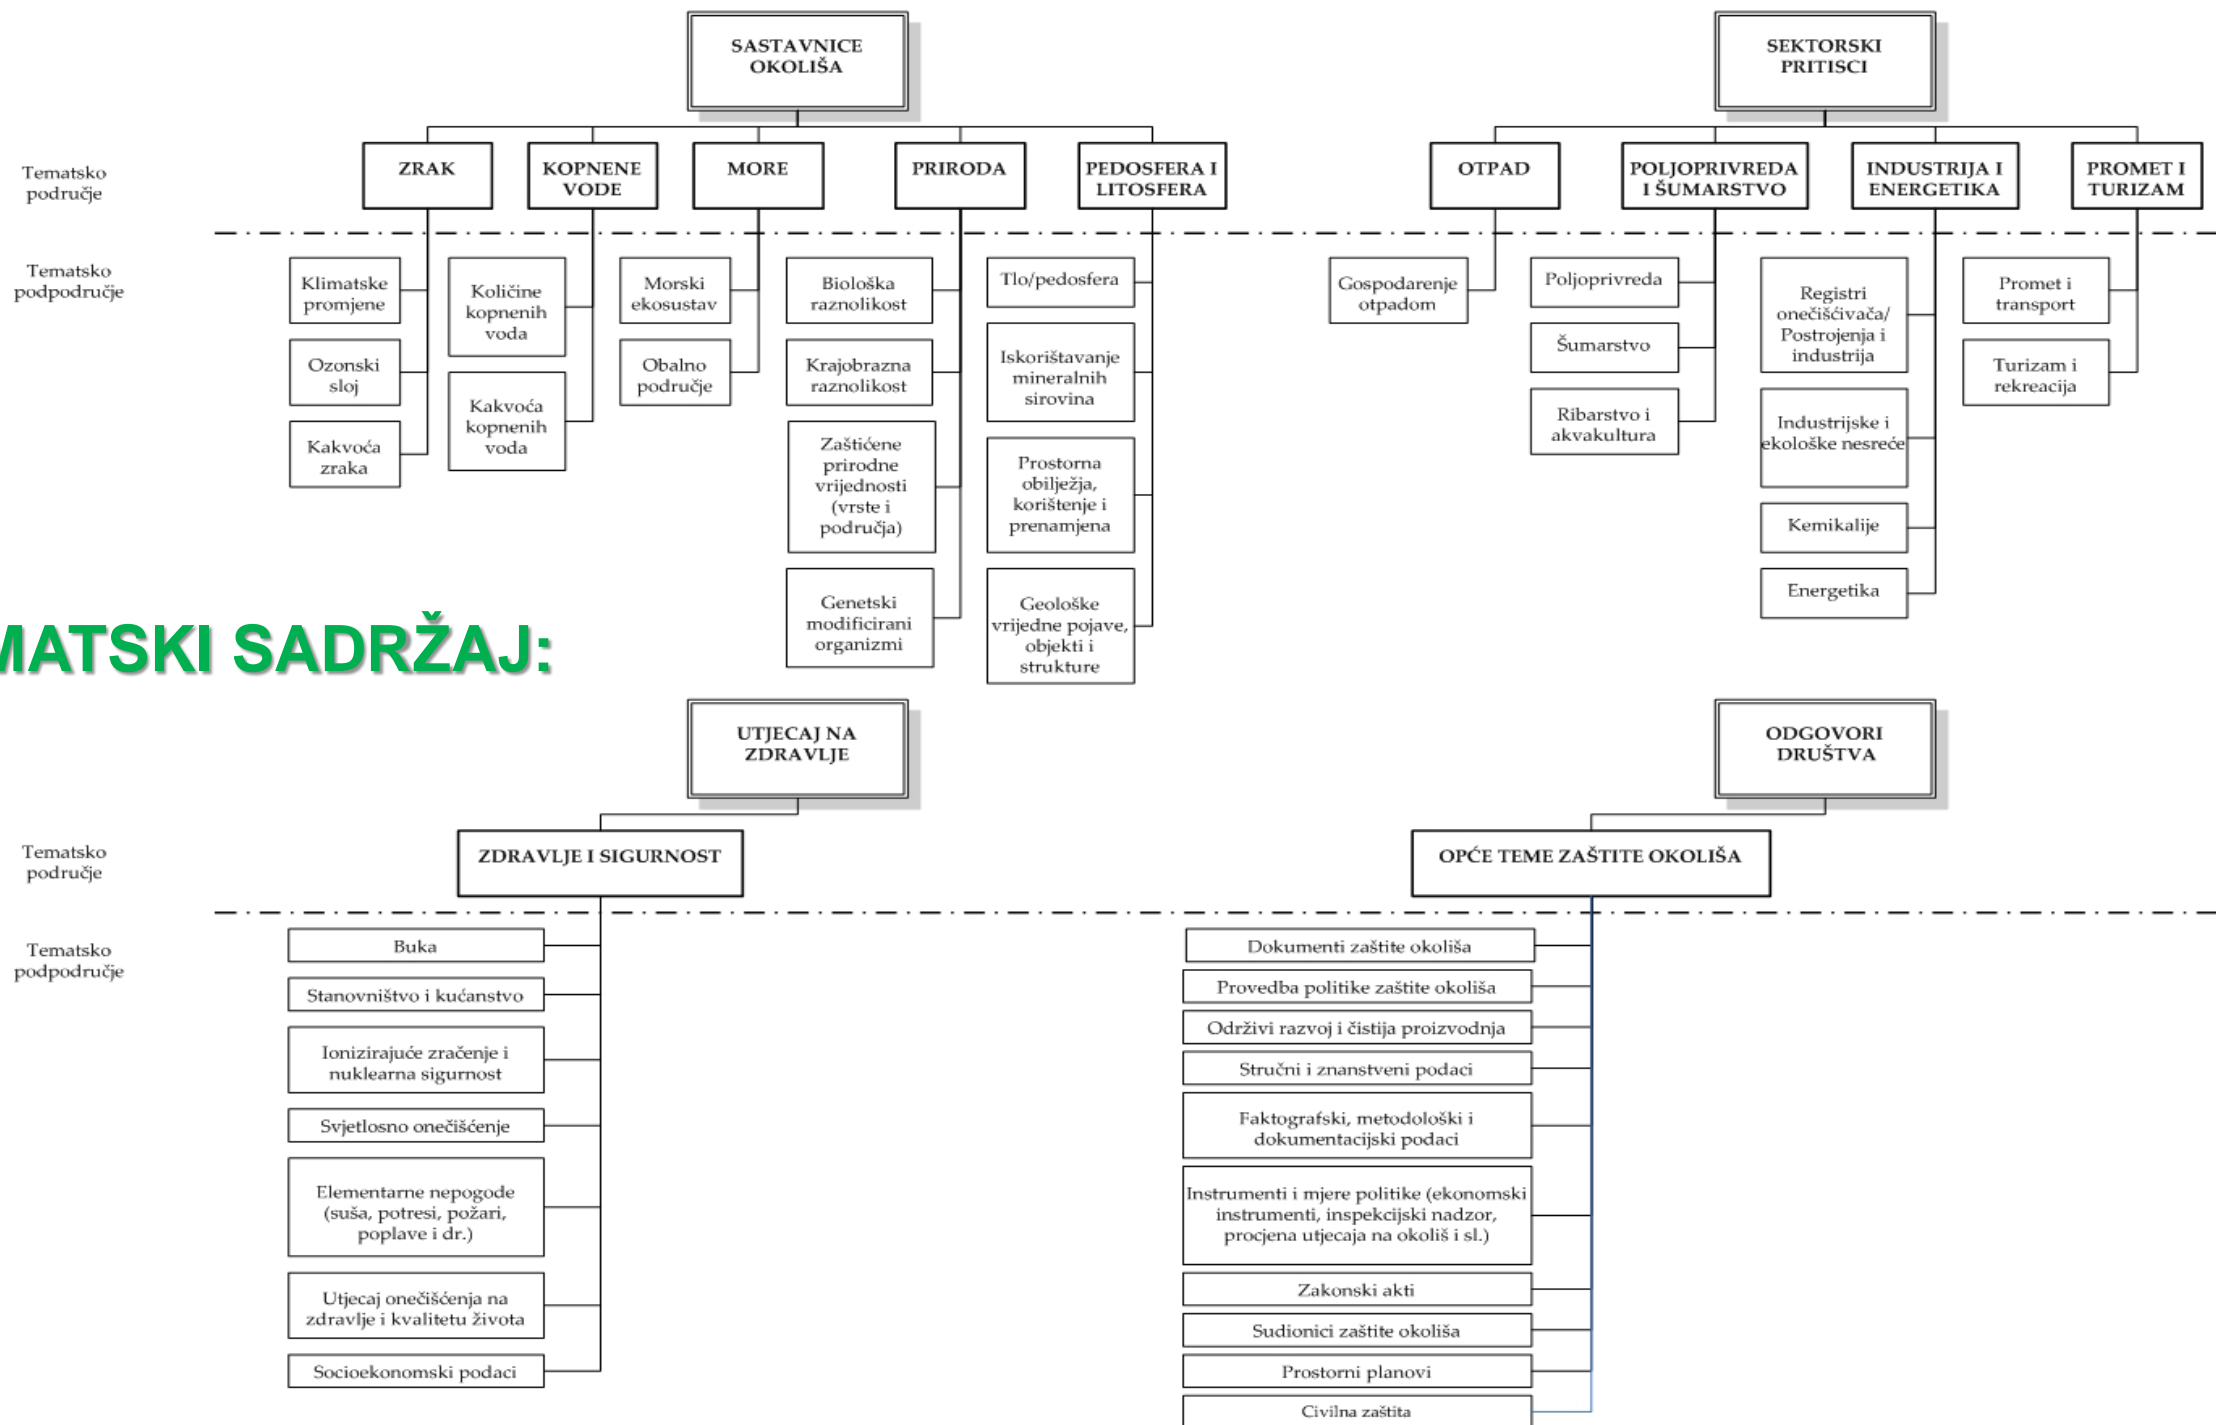 SASTAVNICE
OKOLIŠA
SEKTORSKI
PRITISCI
Tematsko
područje
ZRAK
KOPNENE
VODE
MORE
PRIRODA
PEDOSFERA I
LITOSFERA
OTPAD
POLJOPRIVREDA
I ŠUMARSTVO
INDUSTRIJA I
ENERGETIKA
PROMET I
TURIZAM
Tematsko
podpodručje
Klimatske
promjene
Ozonski
sloj
Kakvoća
zraka
Količine
kopnenih
voda
Kakvoća
kopnenih
voda
Morski
ekosustav
Obalno
područje
Biološka
raznolikost
Krajobrazna
raznolikost
Zaštićene
prirodne
vrijednosti
(vrste i
područja)
Genetski
modificirani
organizmi
Tlo/pedosfera
Iskorištavanje
mineralnih
sirovina
Prostorna
obilježja,
korištenje i
prenamjena
Geološke
vrijedne pojave,
objekti i
strukture
Gospodarenje
otpadom
Poljoprivreda
Šumarstvo
Ribarstvo i
akvakultura
Registri
onečišćivača/
Postrojenja i
industrija
Industrijske i
ekološke nesreće
Kemikalije
Energetika
Promet i
transport
Turizam i
rekreacija
MATSKI SADRŽAJ:
UTJECAJ NA
ZDRAVLJE
ODGOVORI
DRUŠTVA
Tematsko
područje
ZDRAVLJE I SIGURNOST
OPĆE TEME ZAŠTITE OKOLIŠA
Tematsko
podpodručje
Buka
Stanovništvo i kućanstvo
Ionizirajuće zračenje i
nuklearna sigurnost
Svjetlosno onečišćenje
Elementarne nepogode
(suša, potresi, požari,
poplave i dr.)
Utjecaj onečišćenja na
zdravlje i kvalitetu života
Socioekonomski podaci
Dokumenti zaštite okoliša
Provedba politike zaštite okoliša
Održivi razvoj i čistija proizvodnja
Stručni i znanstveni podaci
Faktografski, metodološki i
dokumentacijski podaci
Instrumenti i mjere politike (ekonomski
instrumenti, inspekcijski nadzor,
procjena utjecaja na okoliš i sl.)
Zakonski akti
Sudionici zaštite okoliša
Prostorni planovi
Civilna zaštita